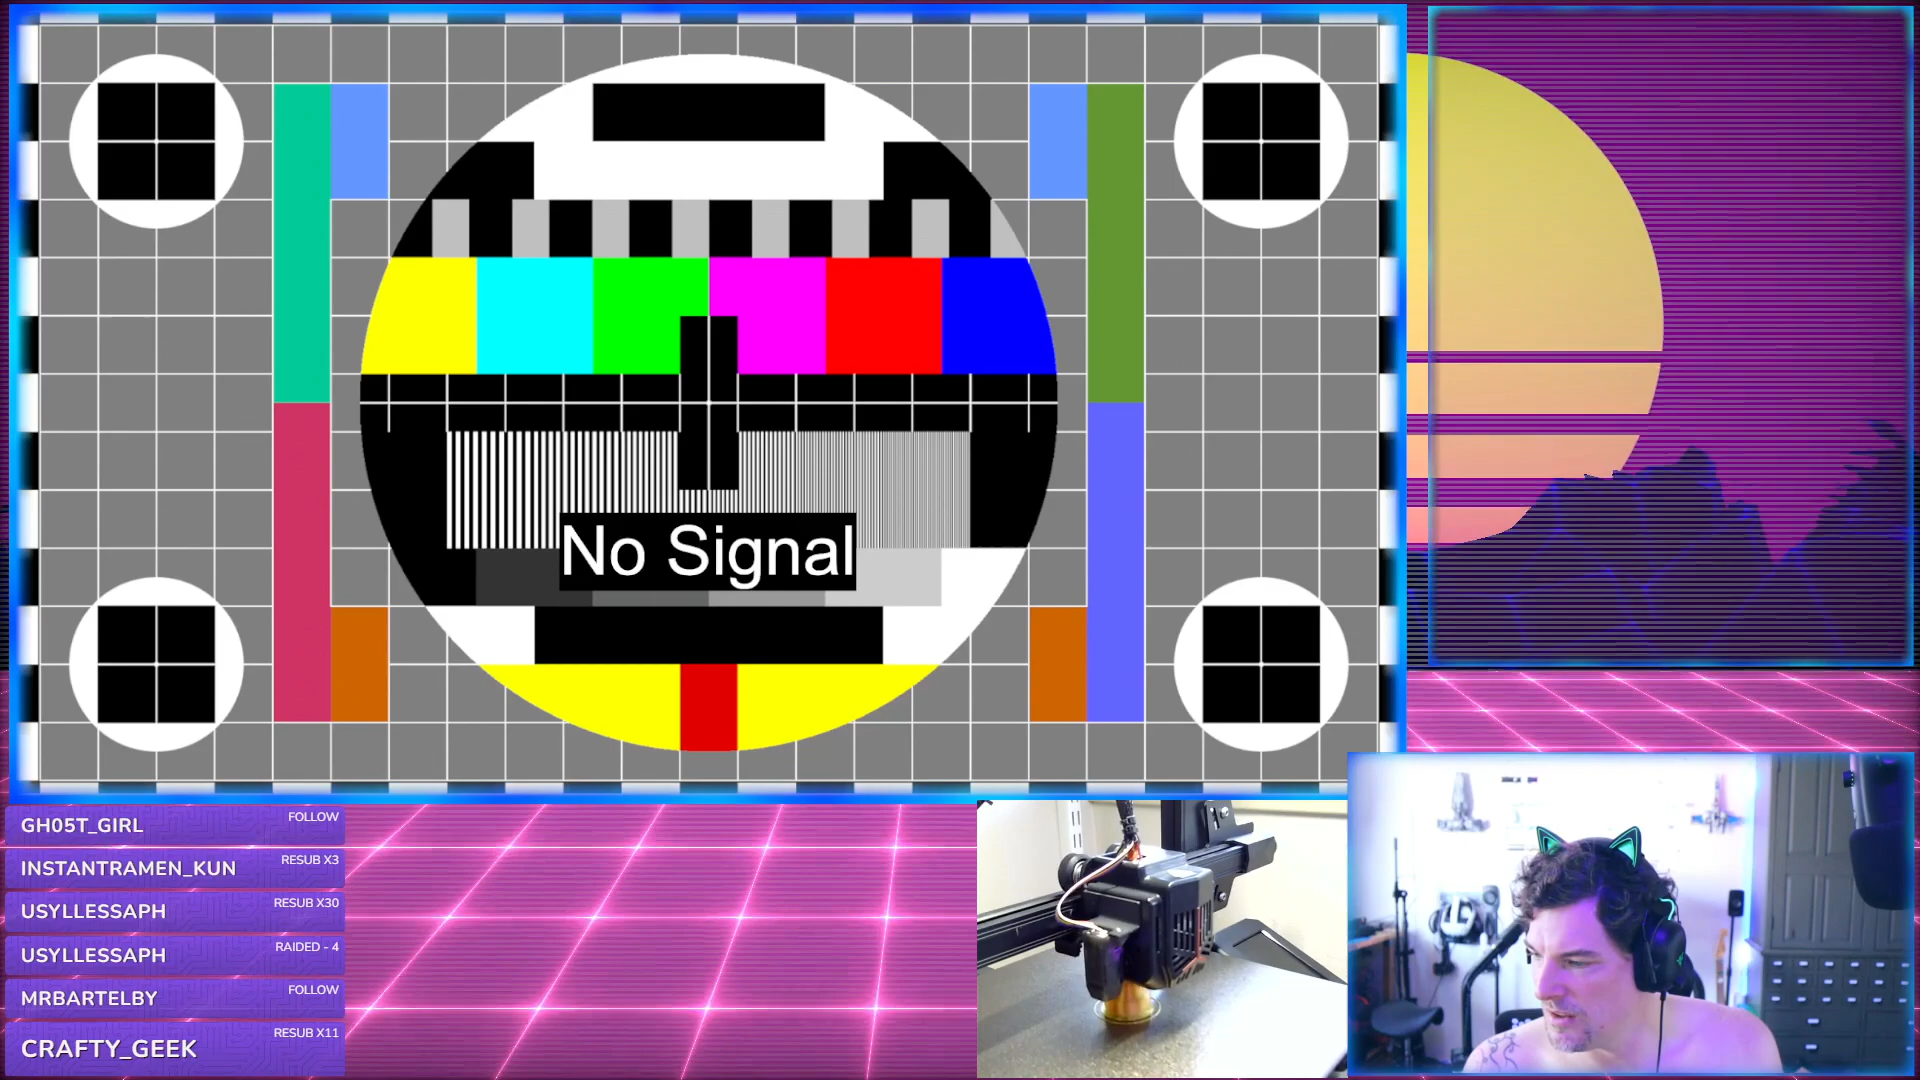 No Signal
GH05T_GIRL FOLLOW
INSTANTRAMEN_KUN RESUB X3
USYLLESSAPH RESUB X30
USYLLESSAPH RAIDED - 4
MRBARTELBY FOLLOW
CRAFTY_GEEK RESUB X11